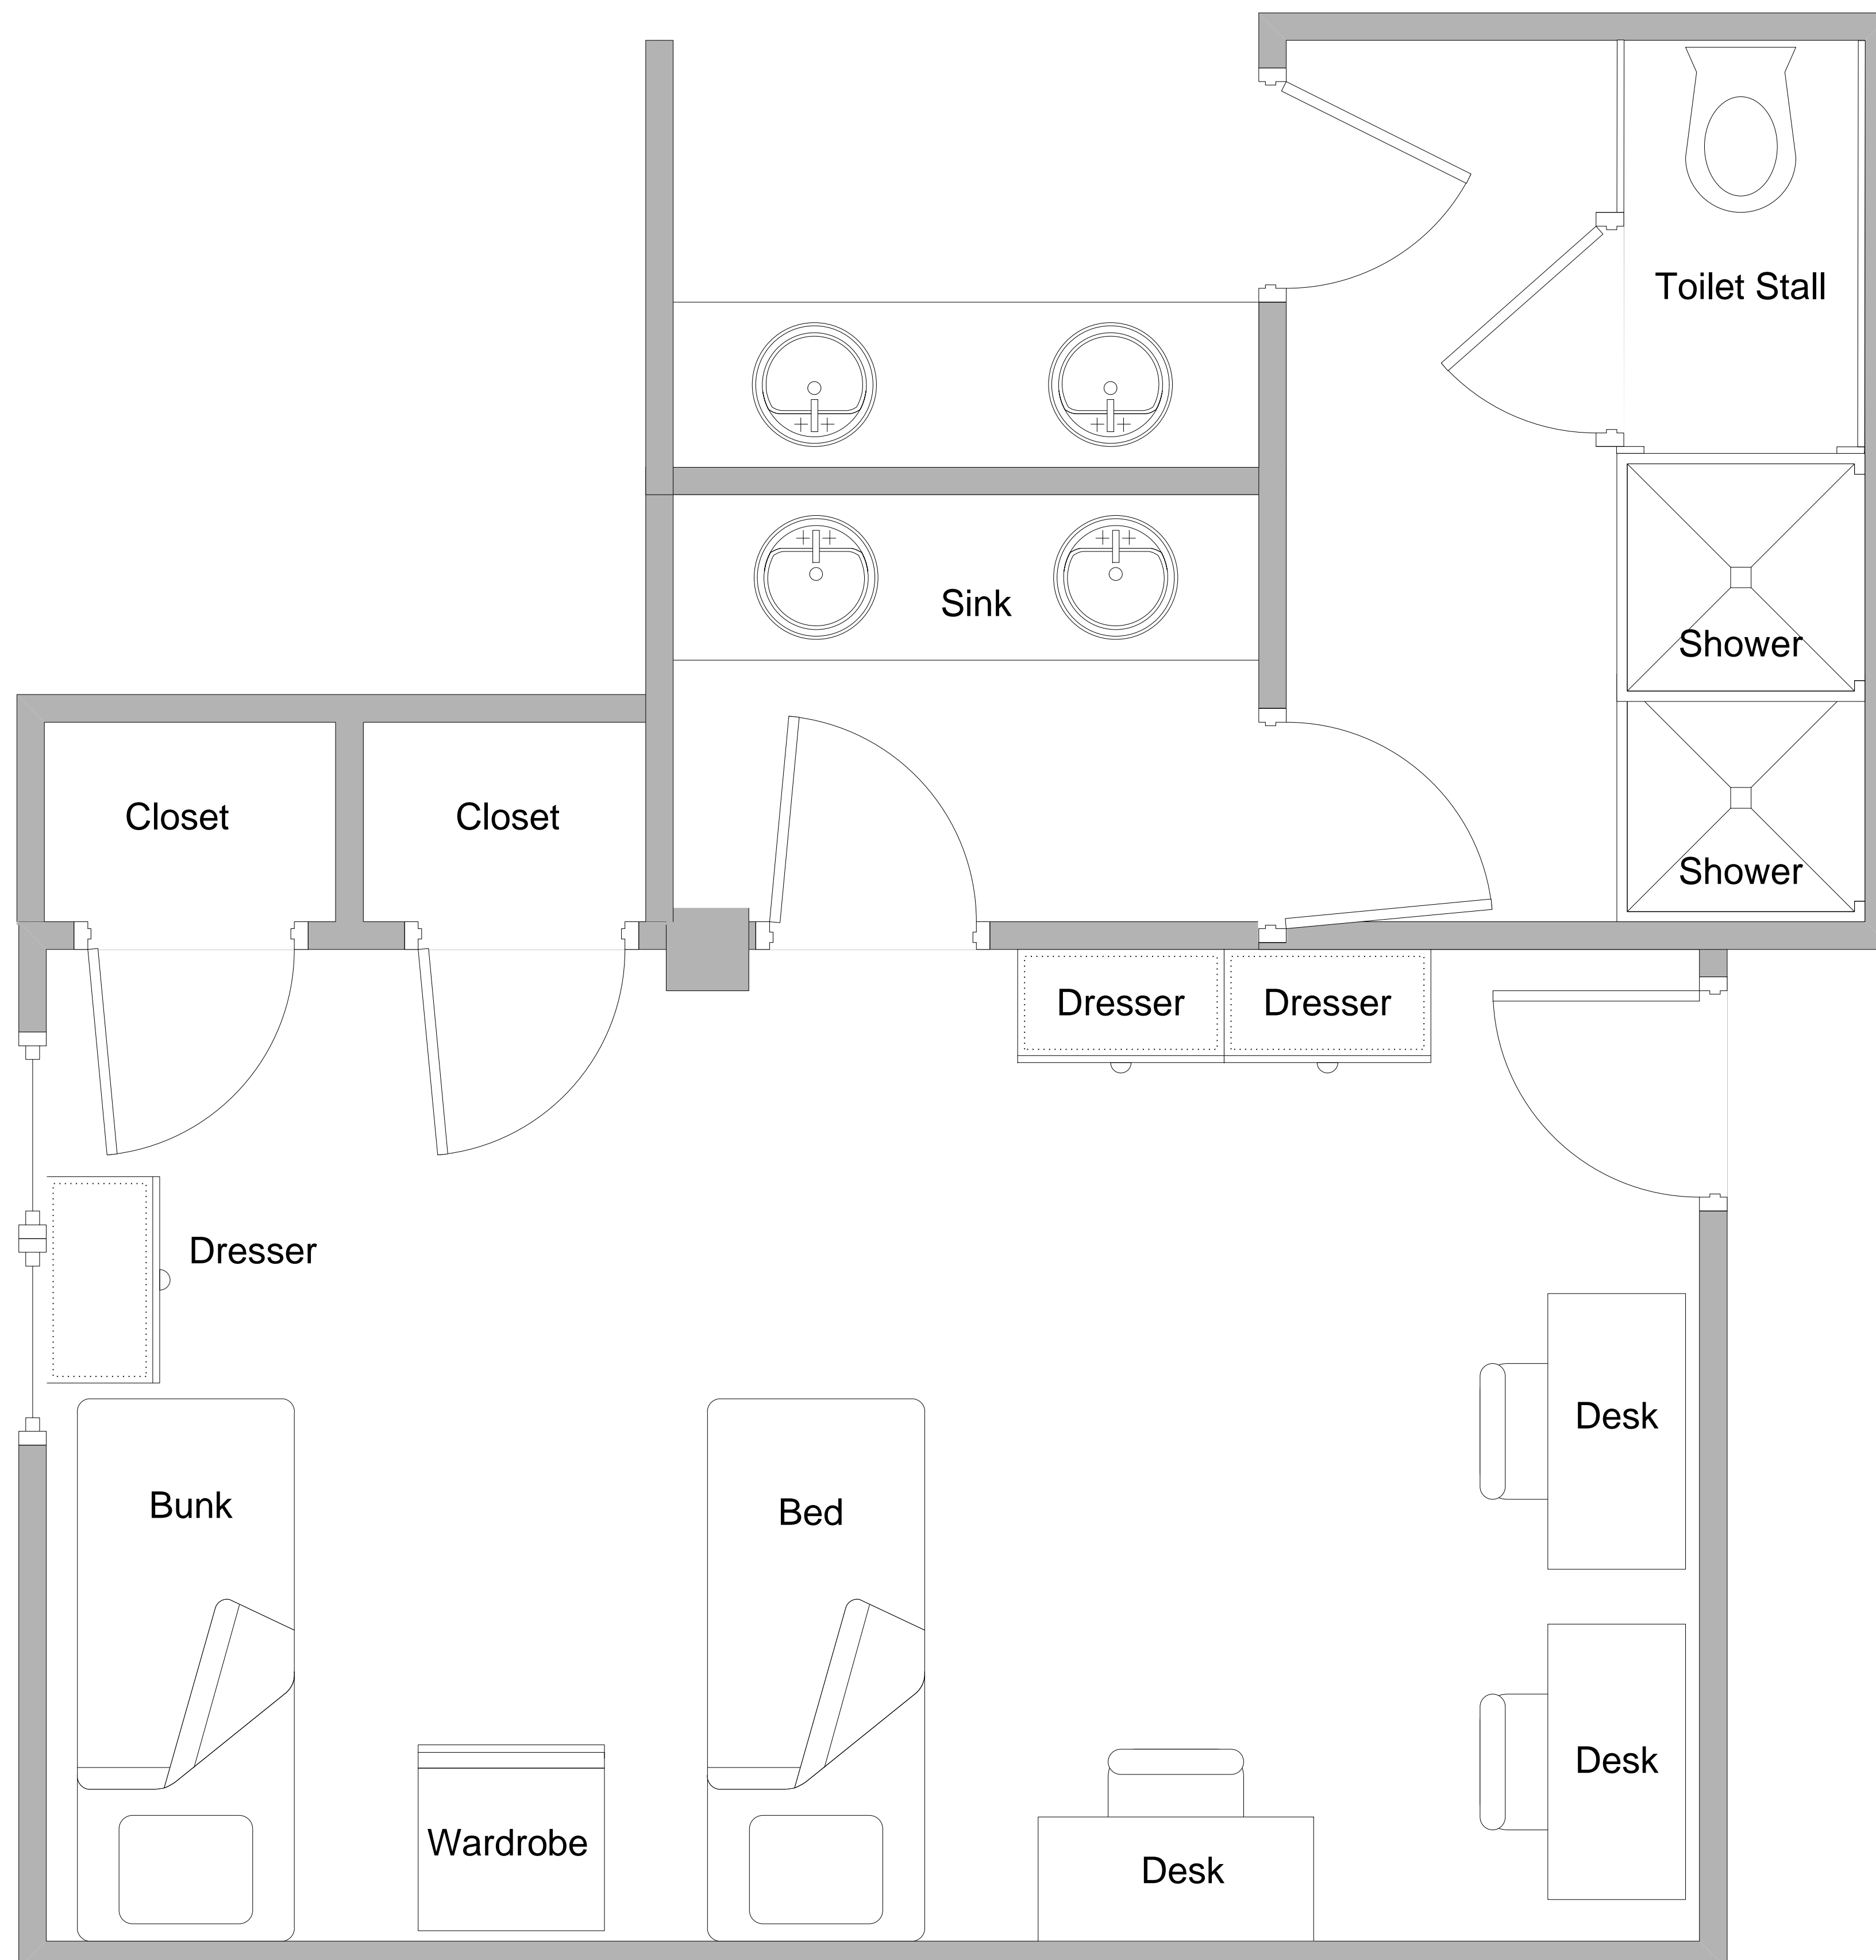 Toilet Stall
Sink
Shower
Closet
Closet
Shower
Dresser
Dresser
Dresser
Desk
Bunk
Bed
Desk
Wardrobe
Desk